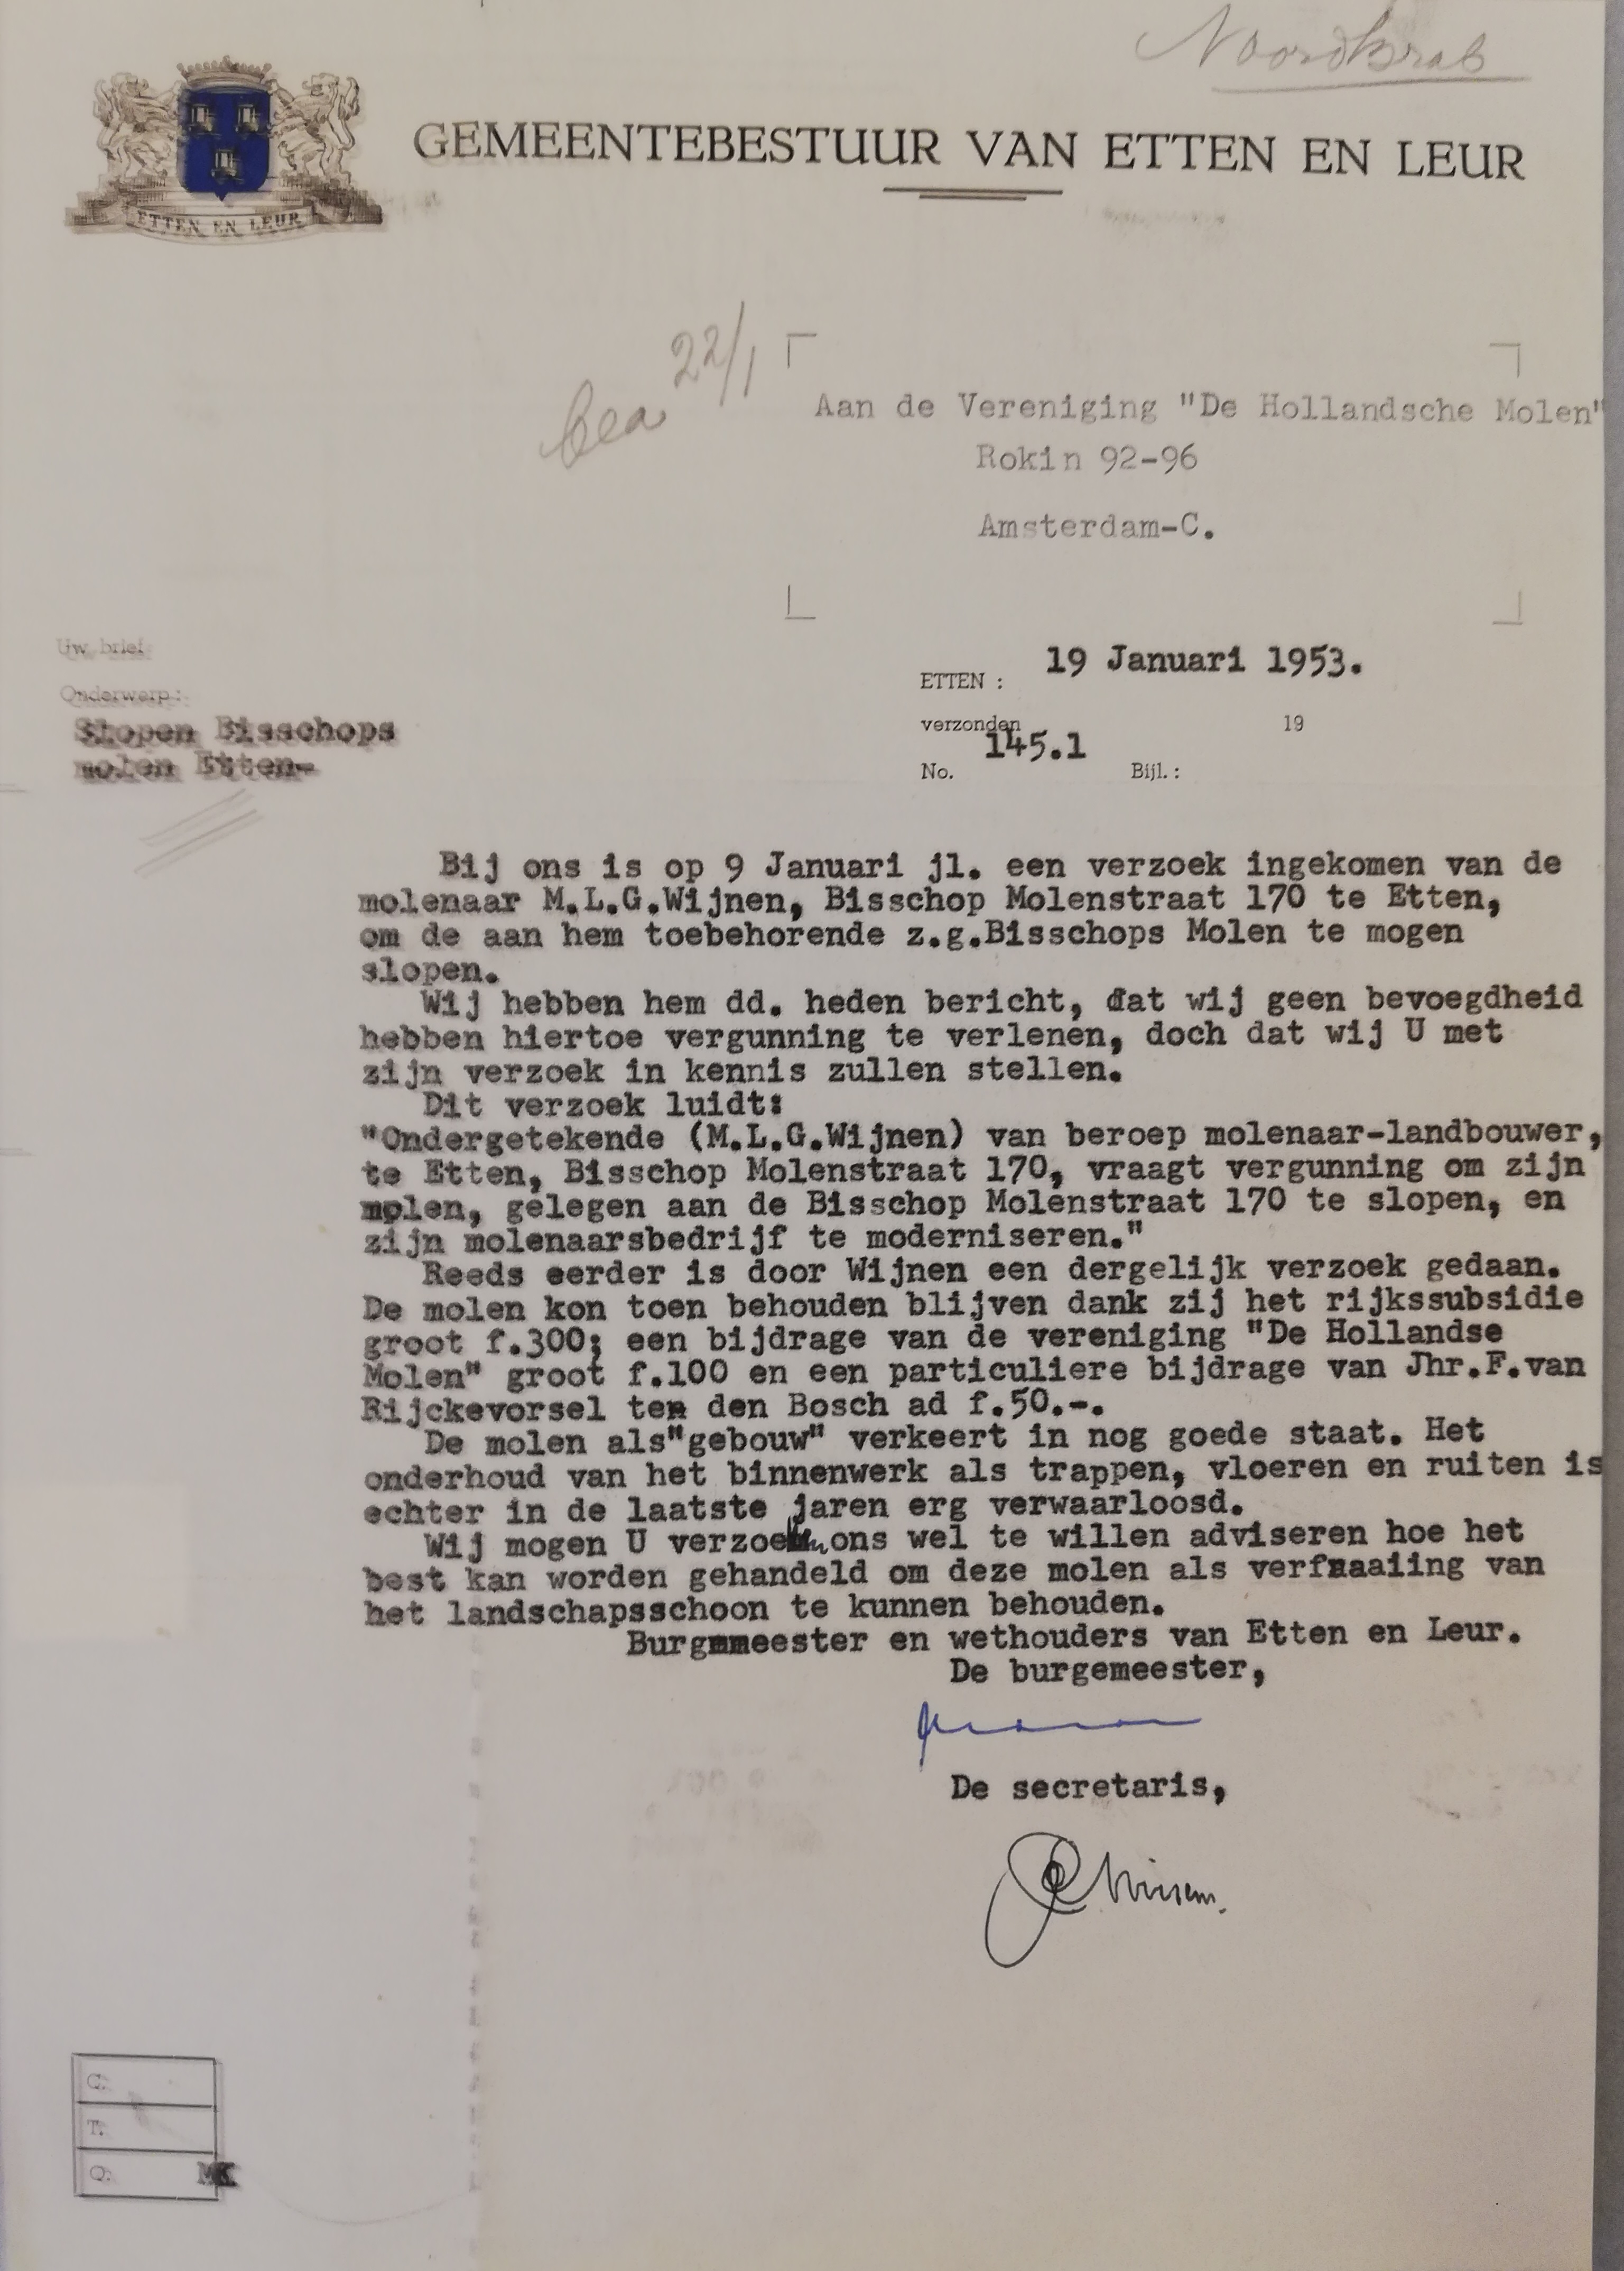 Noordbrab
GEMEENTEBESTUUR VAN ETTEN EN LEUR
ETTEN EN LEUR
22/1
bea
Aan de Vereniging "De Hollandsche Molen"
Rokin 92-96
Amsterdam-C.
Uw brief:
Onderwerp:
Slopen Bisschops
molen Etten-
ETTEN : 19 Januari 1953.
verzonden 19
No. 145.1 Bijl.:
Bij ons is op 9 Januari jl. een verzoek ingekomen van de
molenaar M.L.G.Wijnen, Bisschop Molenstraat 170 te Etten,
om de aan hem toebehorende z.g.Bisschops Molen te mogen
slopen.
Wij hebben hem dd. heden bericht, dat wij geen bevoegdheid
hebben hiertoe vergunning te verlenen, doch dat wij U met
zijn verzoek in kennis zullen stellen.
Dit verzoek luidt:
"Ondergetekende (M.L.G.Wijnen) van beroep molenaar-landbouwer,
te Etten, Bisschop Molenstraat 170, vraagt vergunning om zijn
molen, gelegen aan de Bisschop Molenstraat 170 te slopen, en
zijn molenaarsbedrijf te moderniseren."
Reeds eerder is door Wijnen een dergelijk verzoek gedaan.
De molen kon toen behouden blijven dank zij het rijkssubsidie
groot f.300; een bijdrage van de vereniging "De Hollandse
Molen" groot f.100 en een particuliere bijdrage van Jhr.F.van
Rijckevorsel ten den Bosch ad f.50.-.
De molen als"gebouw" verkeert in nog goede staat. Het
onderhoud van het binnenwerk als trappen, vloeren en ruiten is
echter in de laatste jaren erg verwaarloosd.
Wij mogen U verzoeken ons wel te willen adviseren hoe het
best kan worden gehandeld om deze molen als verfraaiing van
het landschapsschoon te kunnen behouden.
Burgmmeester en wethouders van Etten en Leur.
De burgemeester,
De secretaris,
C.
T.
O. MK